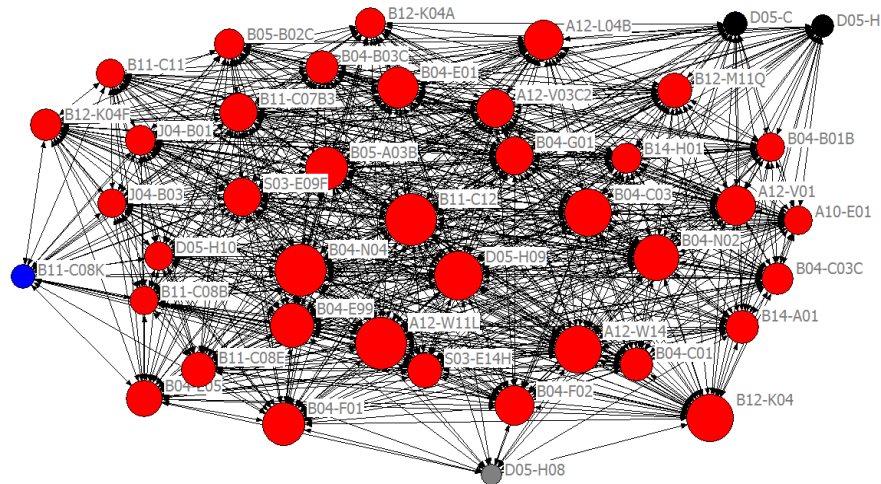 B12-K04A
A12-L04B
D05-C
D05-H
B05-B02C
B04-B03C
B11-C11
B04-E01
B12-M11Q
B11-C07B3
A12-V03C2
B12-K04F
J04-B01
B04-G01
B14-H01
B04-B01B
B05-A03B
S03-E09F
B04-C03
A12-V01
J04-B03
B11-C12
A10-E01
D05-H10
B04-N04
D05-H09
B04-N02
B11-C08K
B04-C03C
B11-C08B
B04-E99
A12-W11L
A12-W14
B14-A01
B11-C08E
S03-E14H
B04-C01
B04-F01
B04-F02
B12-K04
D05-H08